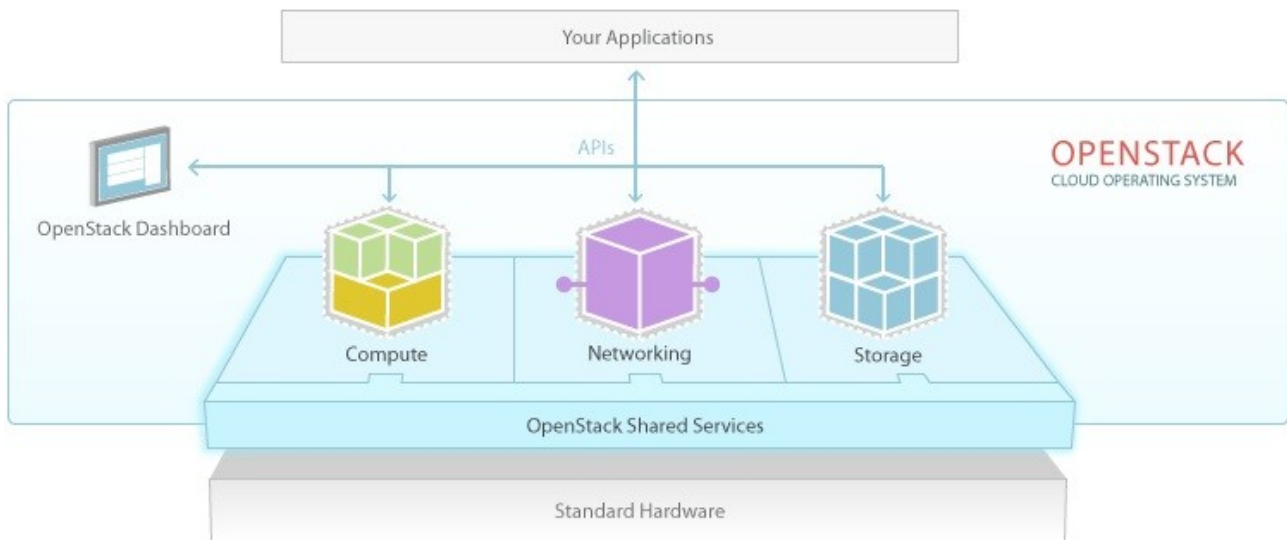 Your Applications
APIs
OPENSTACK
CLOUD OPERATING SYSTEM
OpenStack Dashboard
Compute
Networking
Storage
OpenStack Shared Services
Standard Hardware